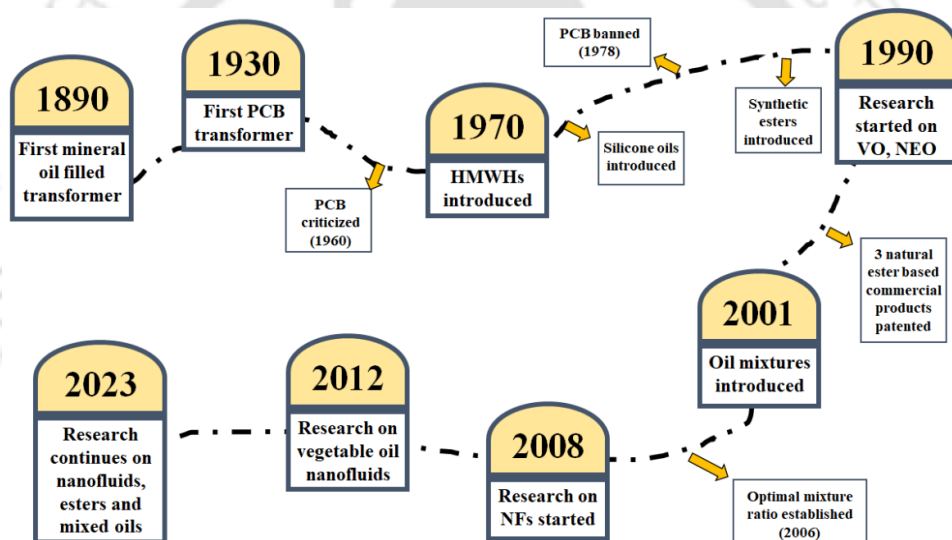 1890
First mineral
oil filled
transformer
1930
First PCB
transformer
PCB
criticized
(1960)
1970
HMWHs
introduced
Silicone oils
introduced
PCB banned
(1978)
Synthetic
esters
introduced
1990
Research
started on
VO, NEO
3 natural
ester based
commercial
products
patented
2001
Oil mixtures
introduced
Optimal mixture
ratio established
(2006)
2008
Research on
NFs started
2012
Research on
vegetable oil
nanofluids
2023
Research
continues on
nanofluids,
esters and
mixed oils